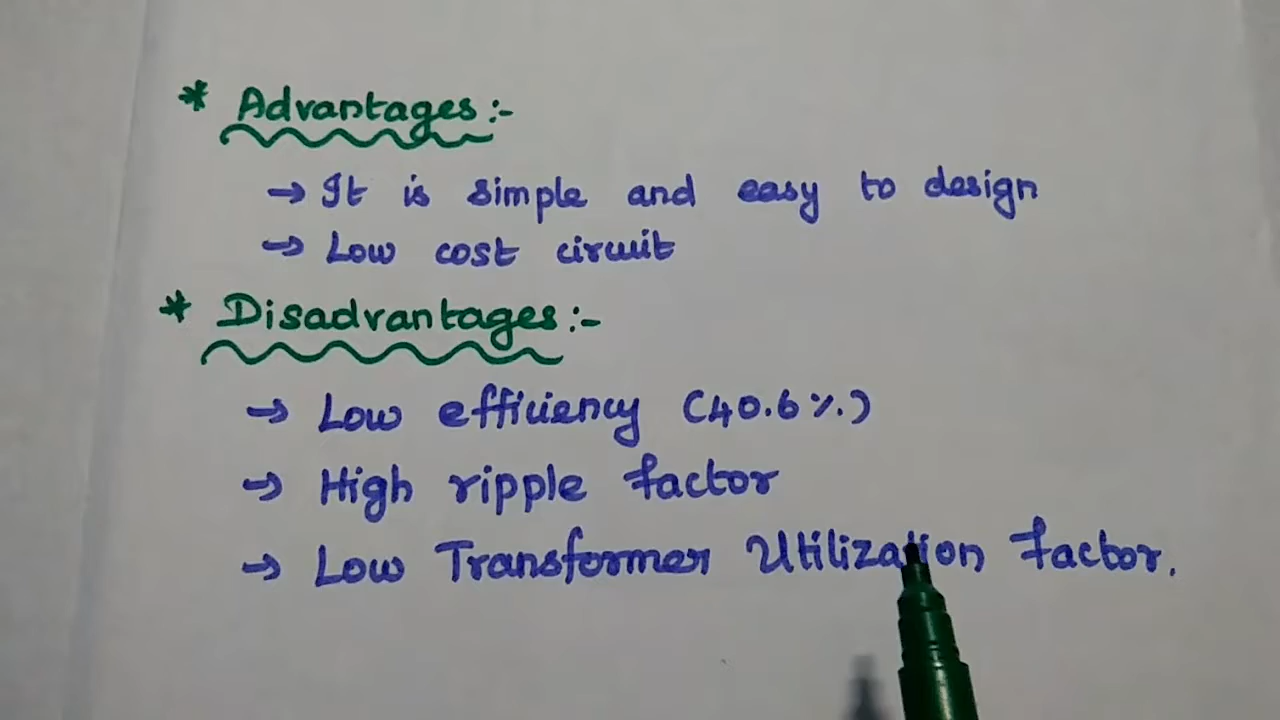 * Advantages :-
→ It is simple and easy to design
→ Low cost circuit
* Disadvantages :-
→ Low efficiency (40.6%.)
→ High ripple factor
→ Low Transformer Utilization Factor.